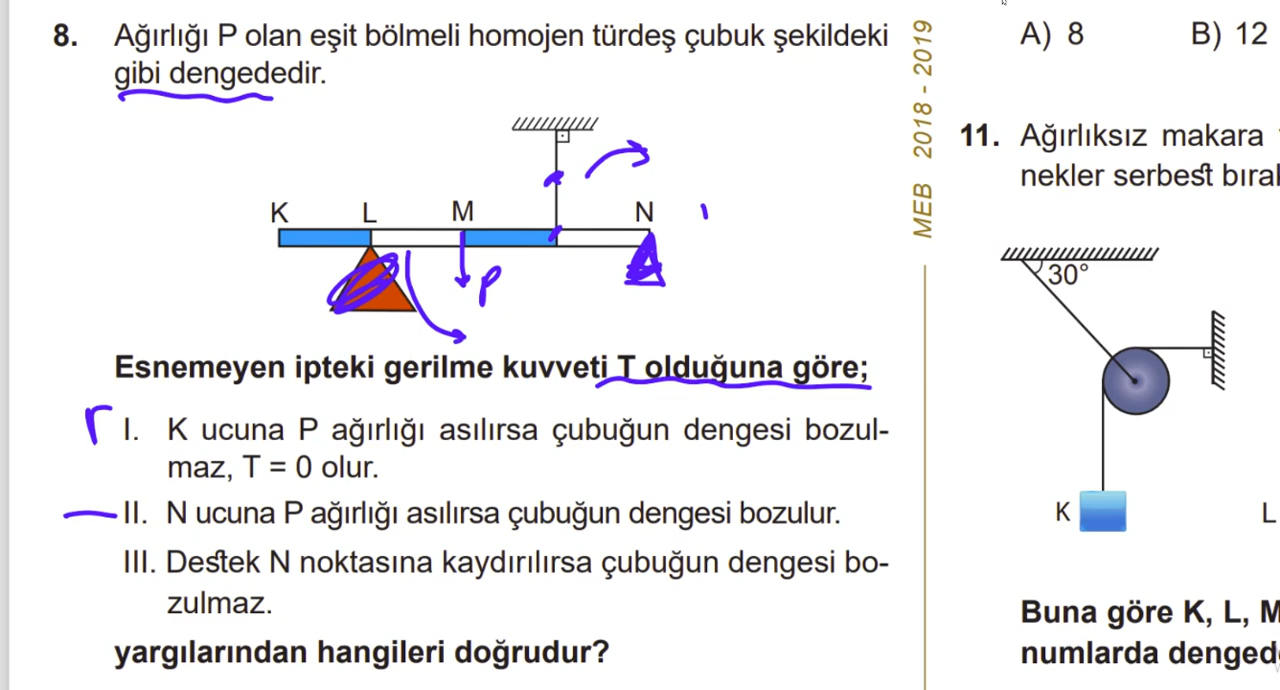 8. Ağırlığı P olan eşit bölmeli homojen türdeş çubuk şekildeki
gibi dengededir.
K L M N
P
Esnemeyen ipteki gerilme kuvveti T olduğuna göre;
I. K ucuna P ağırlığı asılırsa çubuğun dengesi bozul-
maz, T = 0 olur.
II. N ucuna P ağırlığı asılırsa çubuğun dengesi bozulur.
III. Destek N noktasına kaydırılırsa çubuğun dengesi bo-
zulmaz.
yargılarından hangileri doğrudur?
MEB 2018 - 2019
A) 8 B) 12
11. Ağırlıksız makara
nekler serbest bıral
30°
K L
Buna göre K, L, M
numlarda denged